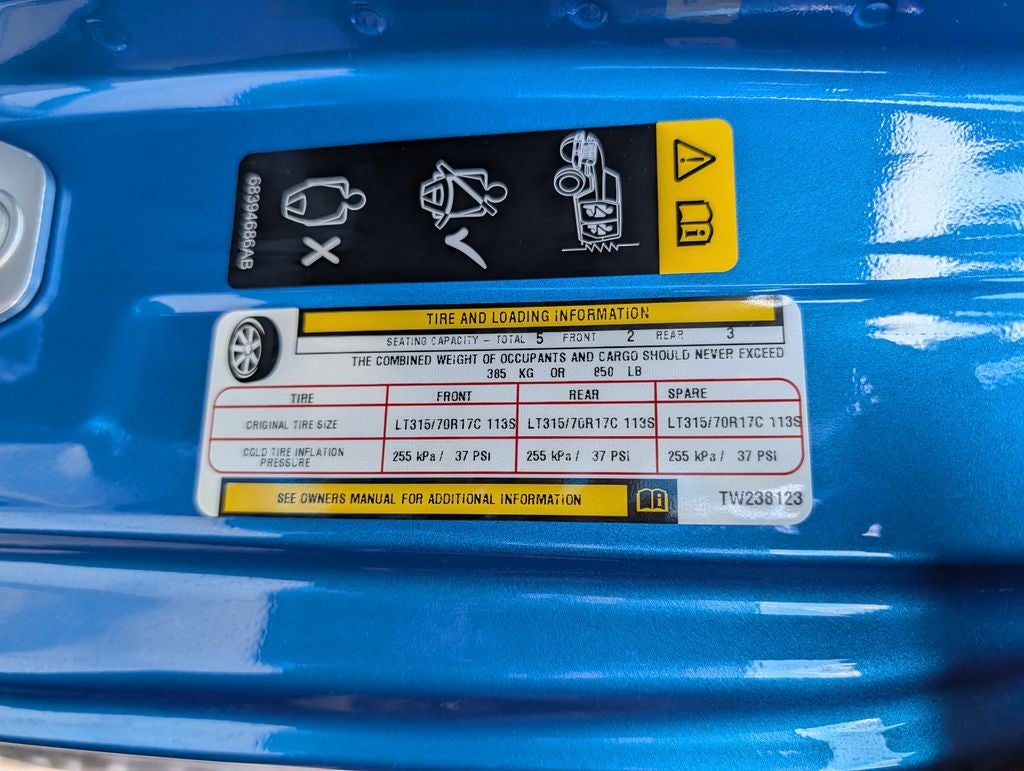 68394686AB
TIRE AND LOADING INFORMATION
SEATING CAPACITY - TOTAL 5 FRONT 2 REAR 3
THE COMBINED WEIGHT OF OCCUPANTS AND CARGO SHOULD NEVER EXCEED
385 KG OR 850 LB
TIRE FRONT REAR SPARE
ORIGINAL TIRE SIZE LT315/70R17C 113S LT315/70R17C 113S LT315/70R17C 113S
COLD TIRE INFLATION PRESSURE 255 kPa / 37 PSI 255 kPa / 37 PSI 255 kPa / 37 PSI
SEE OWNERS MANUAL FOR ADDITIONAL INFORMATION TW238123